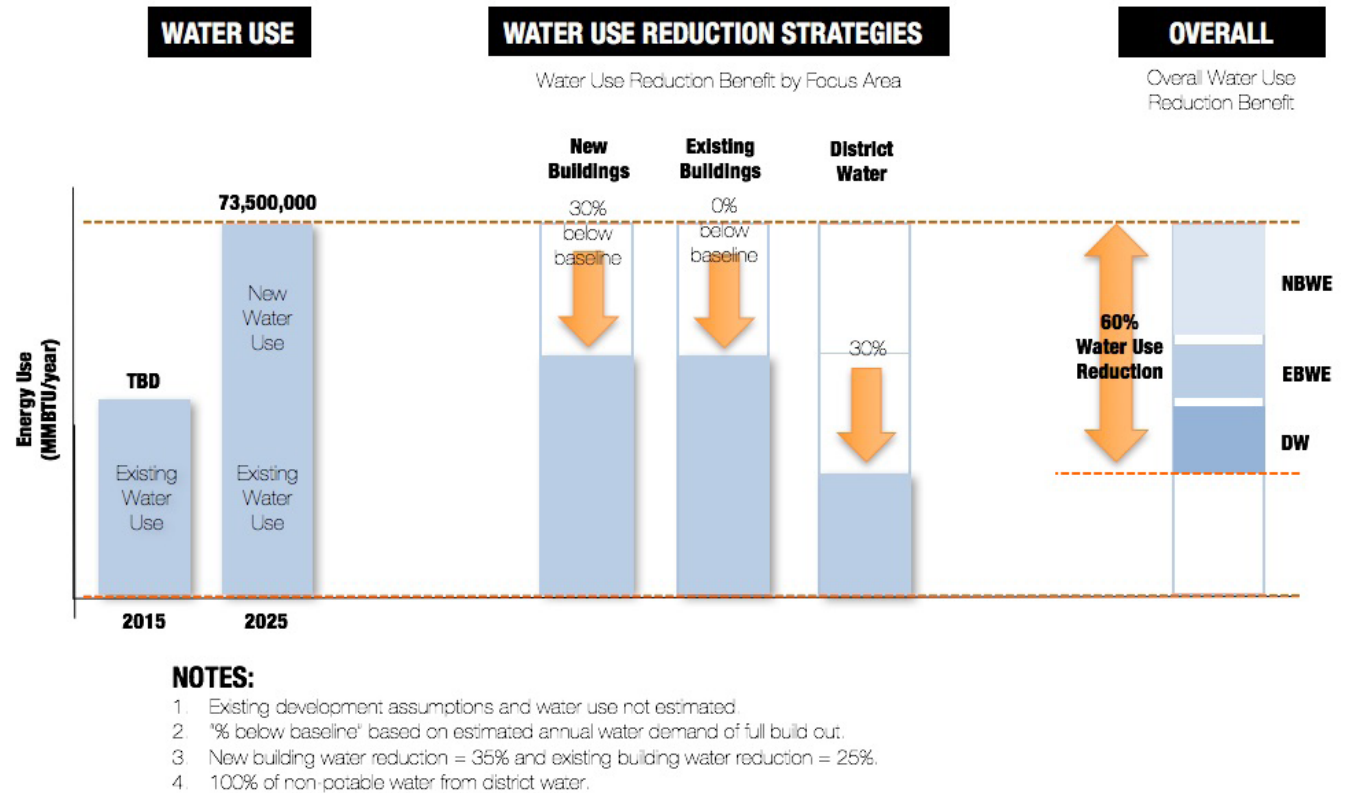 WATER USE
WATER USE REDUCTION STRATEGIES
OVERALL
Water Use Reduction Benefit by Focus Area
Overall Water Use
Reduction Benefit
New
Buildings
Existing
Buildings
District
Water
73,500,000
30%
below
baseline
0%
below
baseline
New
Water
Use
NBWE
60%
Water Use
Reduction
30%
Energy Use
(MMBTU/year)
TBD
EBWE
DW
Existing
Water
Use
Existing
Water
Use
2015
2025
NOTES:
1. Existing development assumptions and water use not estimated.
2. "% below baseline" based on estimated annual water demand of full build out.
3. New building water reduction = 35% and existing building water reduction = 25%.
4. 100% of non-potable water from district water.